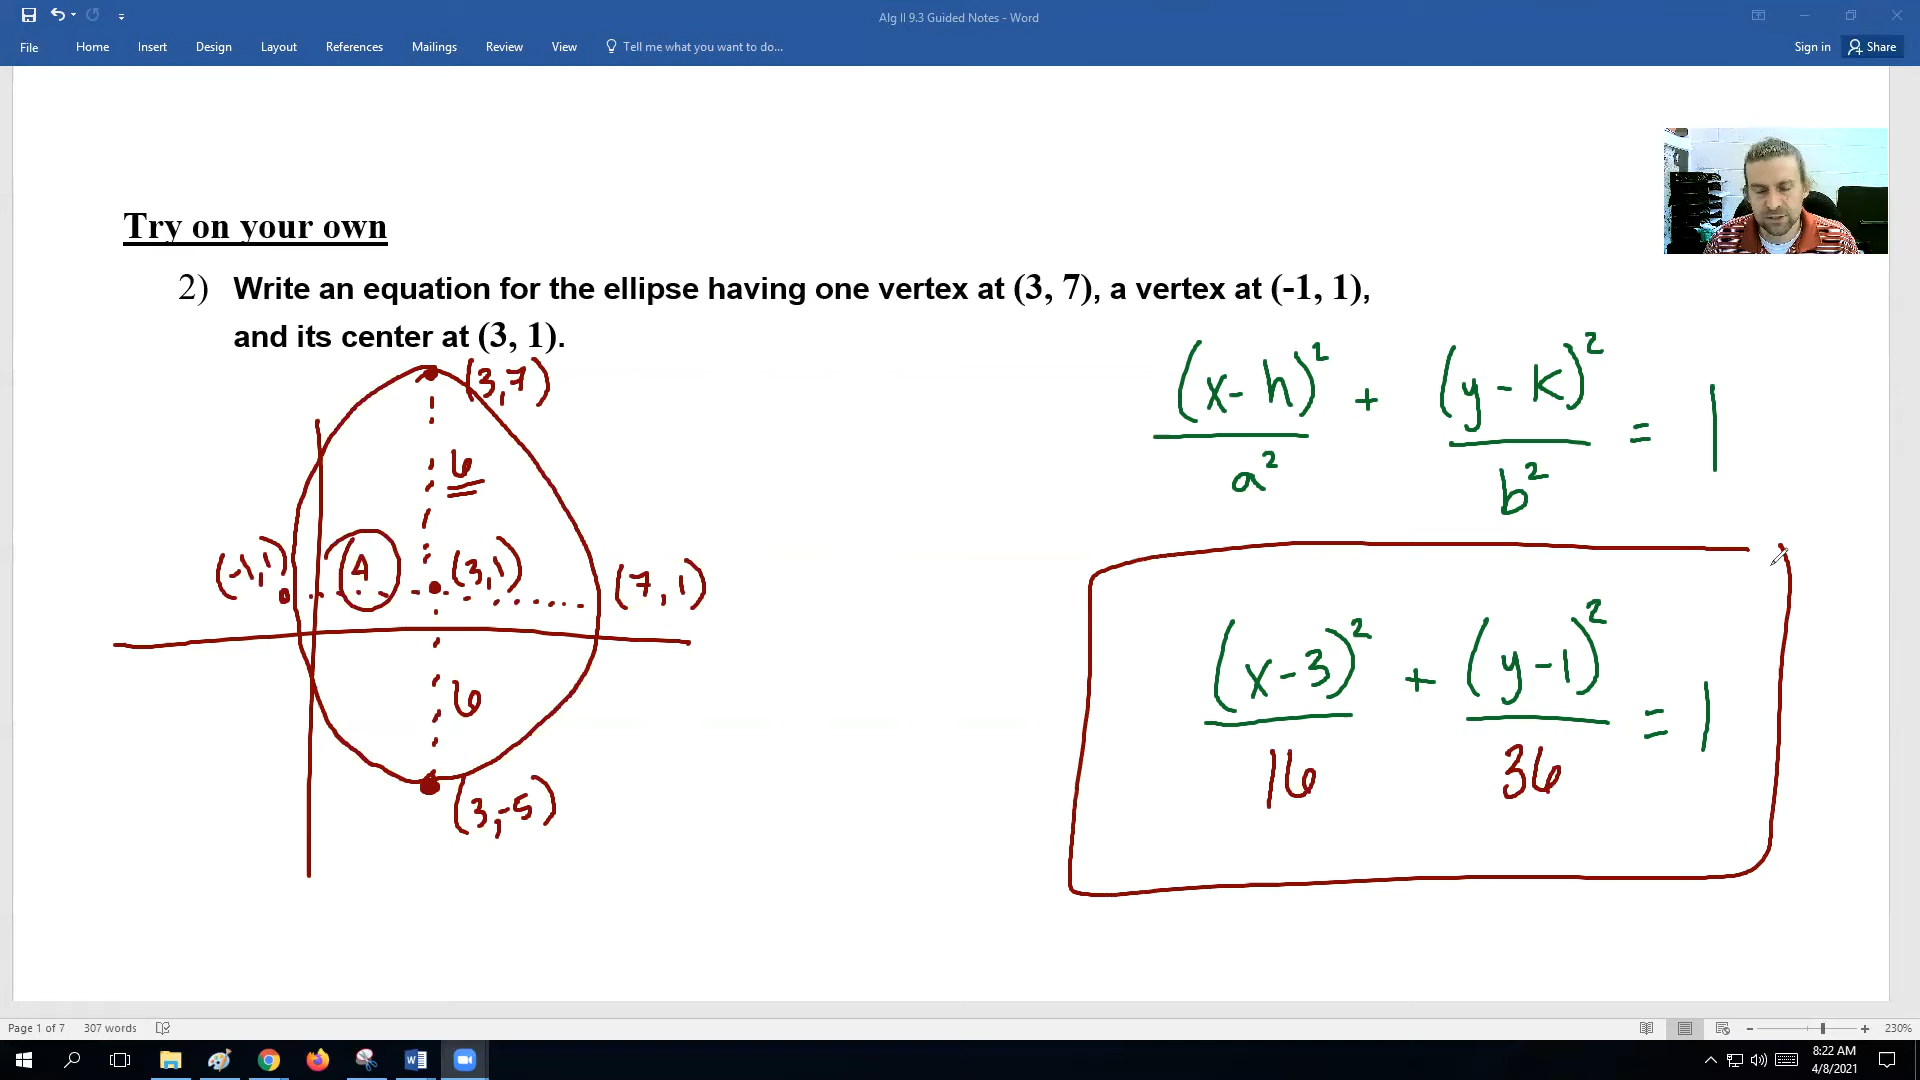 Alg II 9.3 Guided Notes - Word
File Home Insert Design Layout References Mailings Review View Tell me what you want to do... Sign in Share
Try on your own
2) Write an equation for the ellipse having one vertex at (3, 7), a vertex at (-1, 1),
and its center at (3, 1).
(3,7)
6
(-1,1) 4 (3,1) (7,1)
6
(3,-5)
(x-h)² + (y-k)² = 1
a² b²
(x-3)² + (y-1)² = 1
16 36
Page 1 of 7 307 words 230%
8:22 AM
4/8/2021